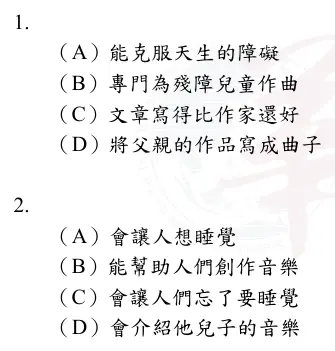 1.
（A）能克服天生的障礙
（B）專門為殘障兒童作曲
（C）文章寫得比作家還好
（D）將父親的作品寫成曲子
2.
（A）會讓人想睡覺
（B）能幫助人們創作音樂
（C）會讓人們忘了要睡覺
（D）會介紹他兒子的音樂